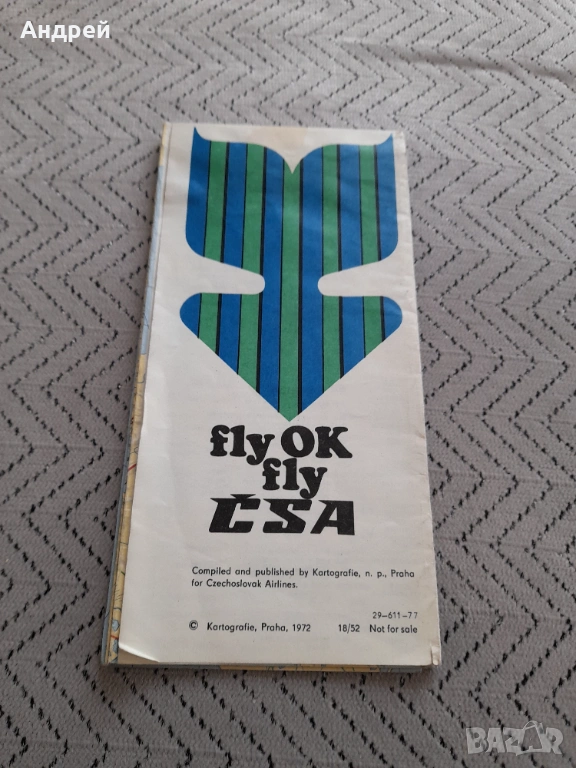 Андрей
fly OK
fly
ČSA
Compiled and published by Kartografie, n. p., Praha
for Czechoslovak Airlines.
29-611-77
© Kartografie, Praha, 1972 18/52 Not for sale
BAZAR